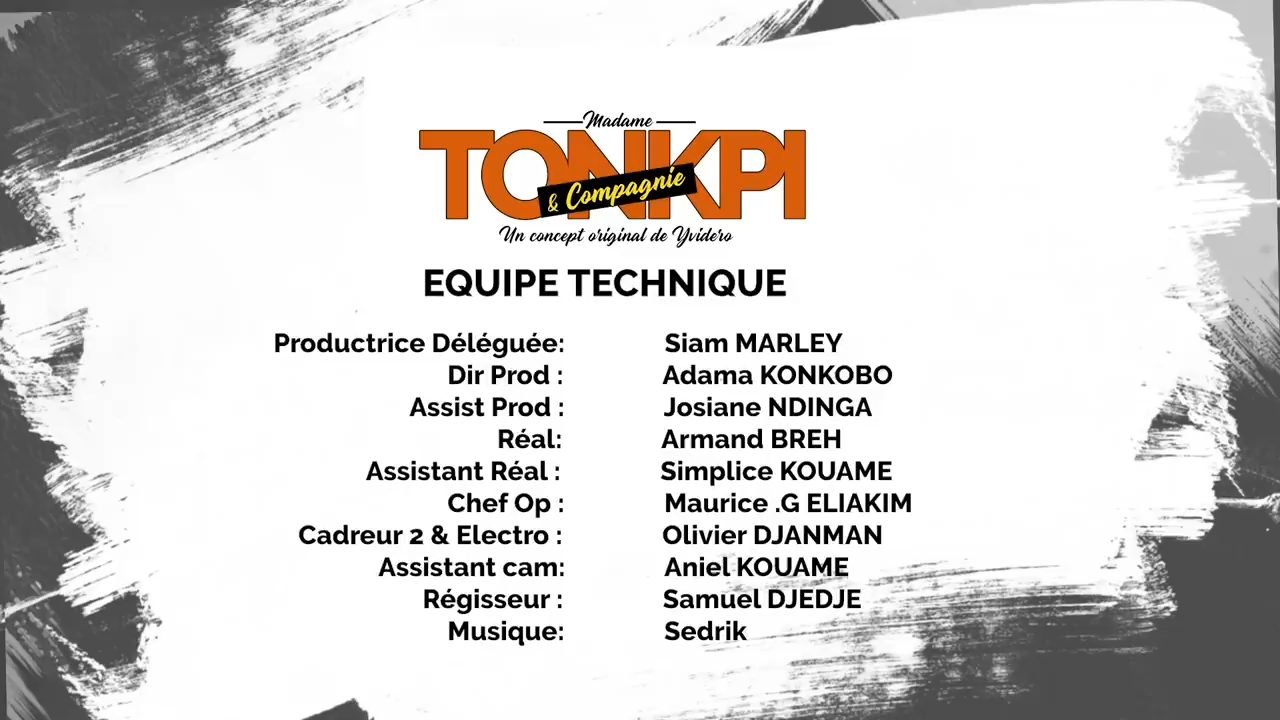 Madame
TONKPI
& Compagnie
Un concept original de Yvidero
EQUIPE TECHNIQUE
Productrice Déléguée: Siam MARLEY
Dir Prod : Adama KONKOBO
Assist Prod : Josiane NDINGA
Réal: Armand BREH
Assistant Réal : Simplice KOUAME
Chef Op : Maurice .G ELIAKIM
Cadreur 2 & Electro : Olivier DJANMAN
Assistant cam: Aniel KOUAME
Régisseur : Samuel DJEDJE
Musique: Sedrik